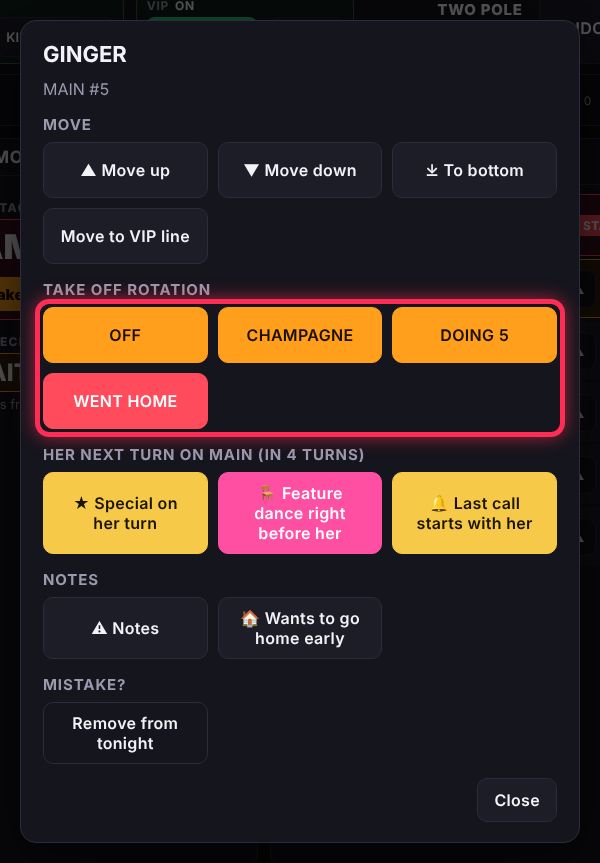 VIP ON
TWO POLE
GINGER
MAIN #5
MOVE
▲ Move up
▼ Move down
To bottom
Move to VIP line
TAKE OFF ROTATION
OFF
CHAMPAGNE
DOING 5
WENT HOME
HER NEXT TURN ON MAIN (IN 4 TURNS)
★ Special on
her turn
🪑 Feature
dance right
before her
🔔 Last call
starts with her
NOTES
⚠ Notes
🏠 Wants to go
home early
MISTAKE?
Remove from
tonight
Close